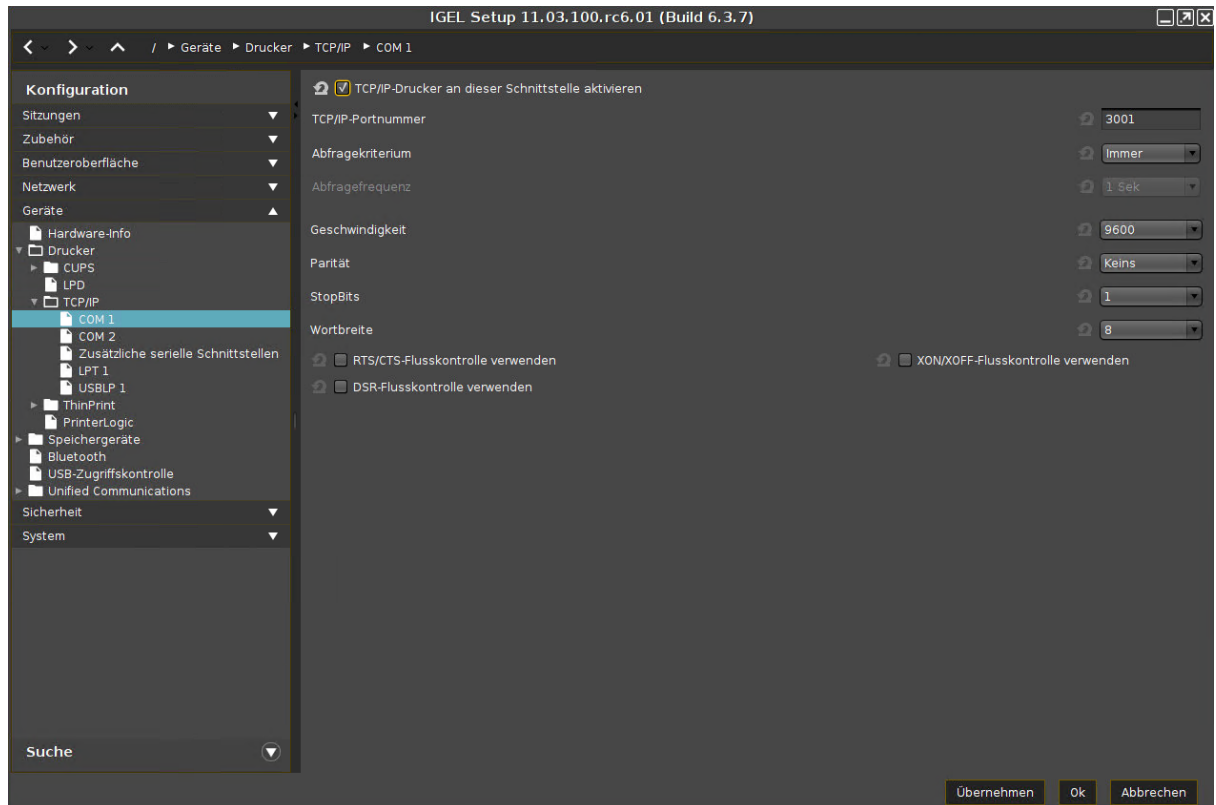 IGEL Setup 11.03.100.rc6.01 (Build 6.3.7)
/ ▸ Geräte ▸ Drucker ▸ TCP/IP ▸ COM 1
Konfiguration
Sitzungen
Zubehör
Benutzeroberfläche
Netzwerk
Geräte
Hardware-Info
Drucker
CUPS
LPD
TCP/IP
COM 1
COM 2
Zusätzliche serielle Schnittstellen
LPT 1
USBLP 1
ThinPrint
PrinterLogic
Speichergeräte
Bluetooth
USB-Zugriffskontrolle
Unified Communications
Sicherheit
System
Suche
TCP/IP-Drucker an dieser Schnittstelle aktivieren
TCP/IP-Portnummer 3001
Abfragekriterium Immer
Abfragefrequenz 1 Sek
Geschwindigkeit 9600
Parität Keins
StopBits 1
Wortbreite 8
RTS/CTS-Flusskontrolle verwenden XON/XOFF-Flusskontrolle verwenden
DSR-Flusskontrolle verwenden
Übernehmen Ok Abbrechen